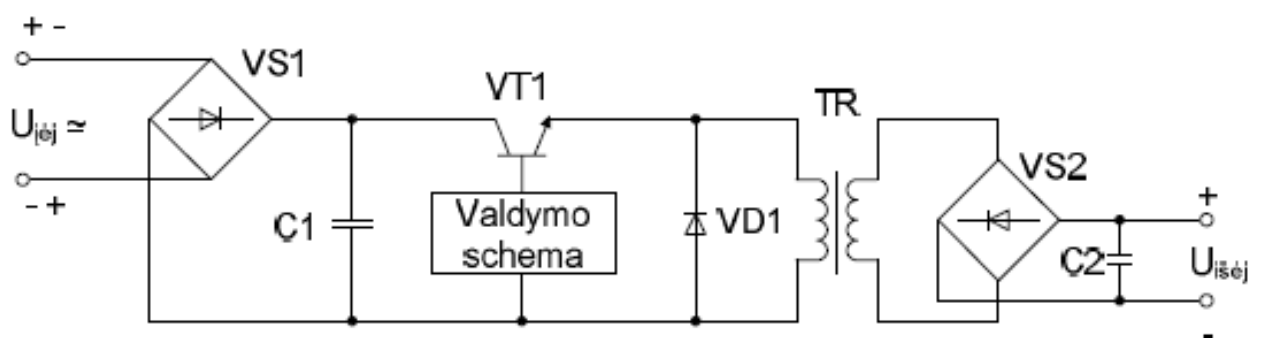 + -
VS1
VT1
TR
Uįėj ≃
VS2
+
C1
Valdymo
schema
VD1
C2
Uišėj
- +
-